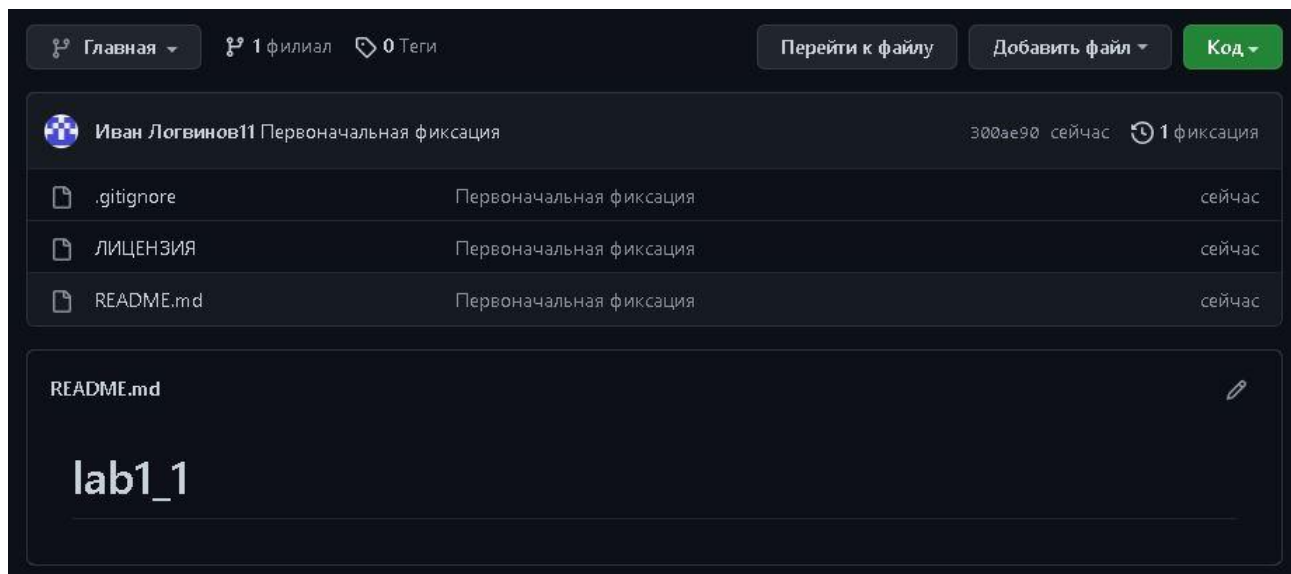 Главная 1 филиал 0 Теги Перейти к файлу Добавить файл Код
Иван Логвинов11 Первоначальная фиксация 300ae90 сейчас 1 фиксация
.gitignore Первоначальная фиксация сейчас
ЛИЦЕНЗИЯ Первоначальная фиксация сейчас
README.md Первоначальная фиксация сейчас
README.md
lab1_1